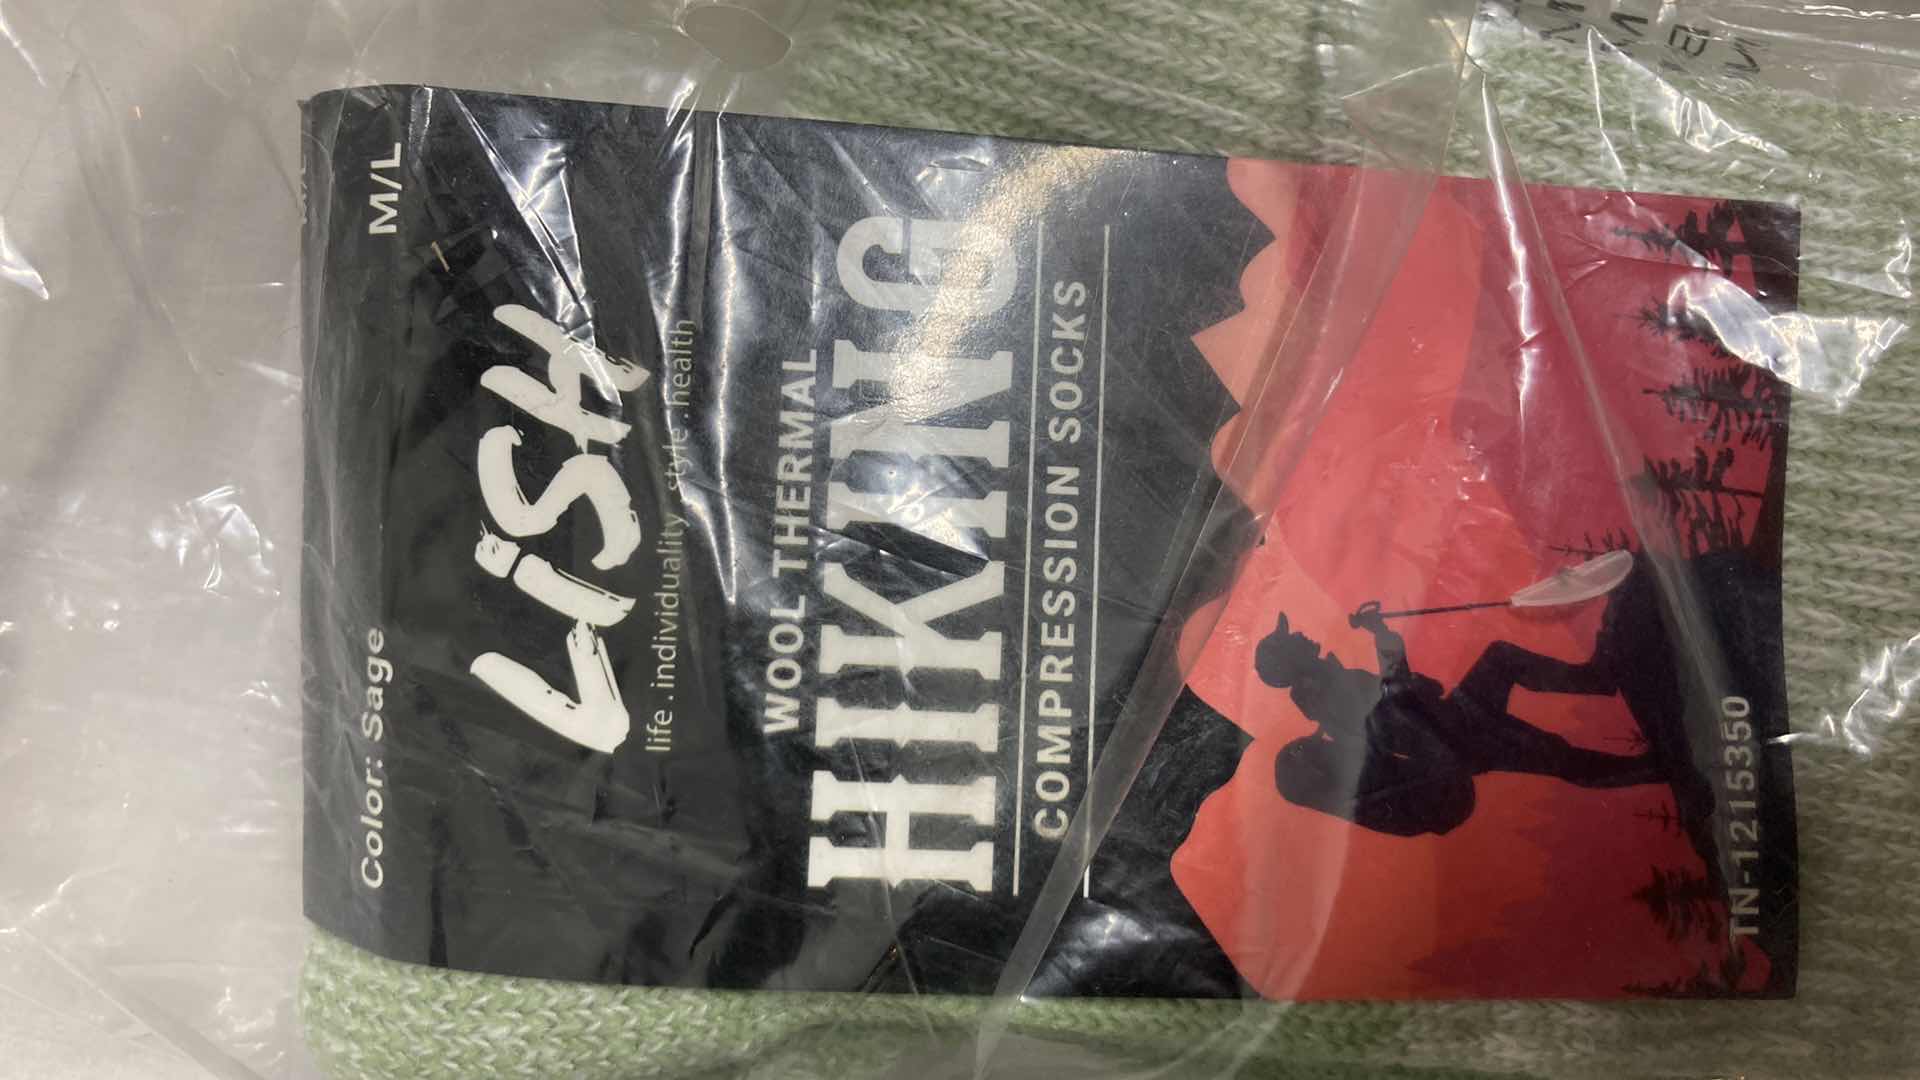 Color: Sage M/L
LiSH
life . individuality . style . health
WOOL THERMAL
HIKING
COMPRESSION SOCKS
TN-1215350